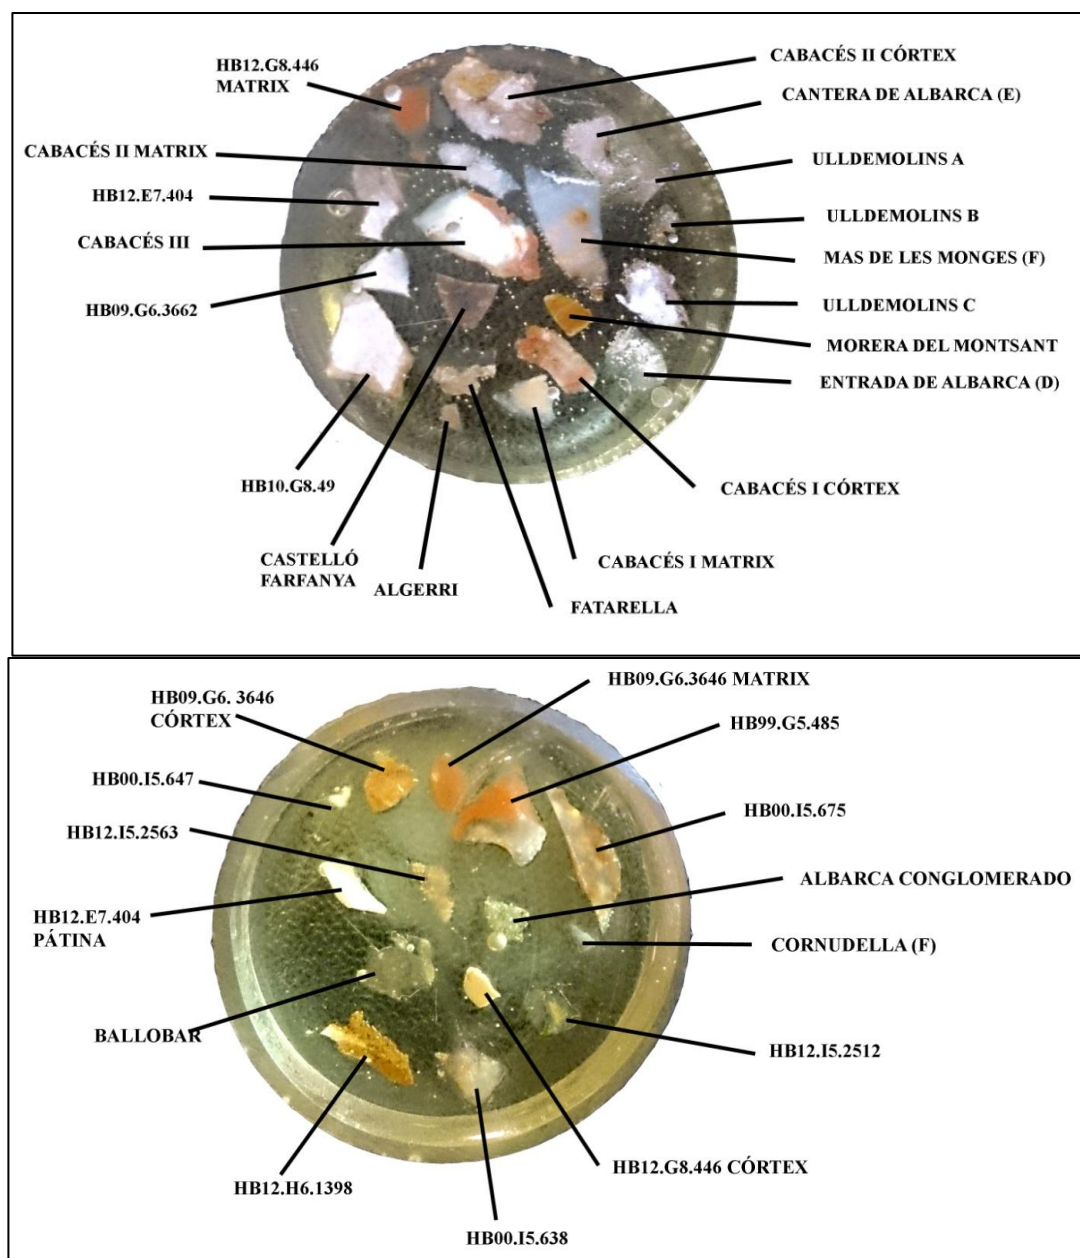 HB12.G8.446
MATRIX
CABACÉS II CÓRTEX
CANTERA DE ALBARCA (E)
CABACÉS II MATRIX
ULLDEMOLINS A
HB12.E7.404
ULLDEMOLINS B
CABACÉS III
MAS DE LES MONGES (F)
HB09.G6.3662
ULLDEMOLINS C
MORERA DEL MONTSANT
ENTRADA DE ALBARCA (D)
HB10.G8.49
CABACÉS I CÓRTEX
CASTELLÓ
FARFANYA
ALGERRI
CABACÉS I MATRIX
FATARELLA
HB09.G6. 3646
CÓRTEX
HB09.G6.3646 MATRIX
HB99.G5.485
HB00.I5.647
HB00.I5.675
HB12.I5.2563
ALBARCA CONGLOMERADO
HB12.E7.404
PÁTINA
CORNUDELLA (F)
BALLOBAR
HB12.I5.2512
HB12.G8.446 CÓRTEX
HB12.H6.1398
HB00.I5.638